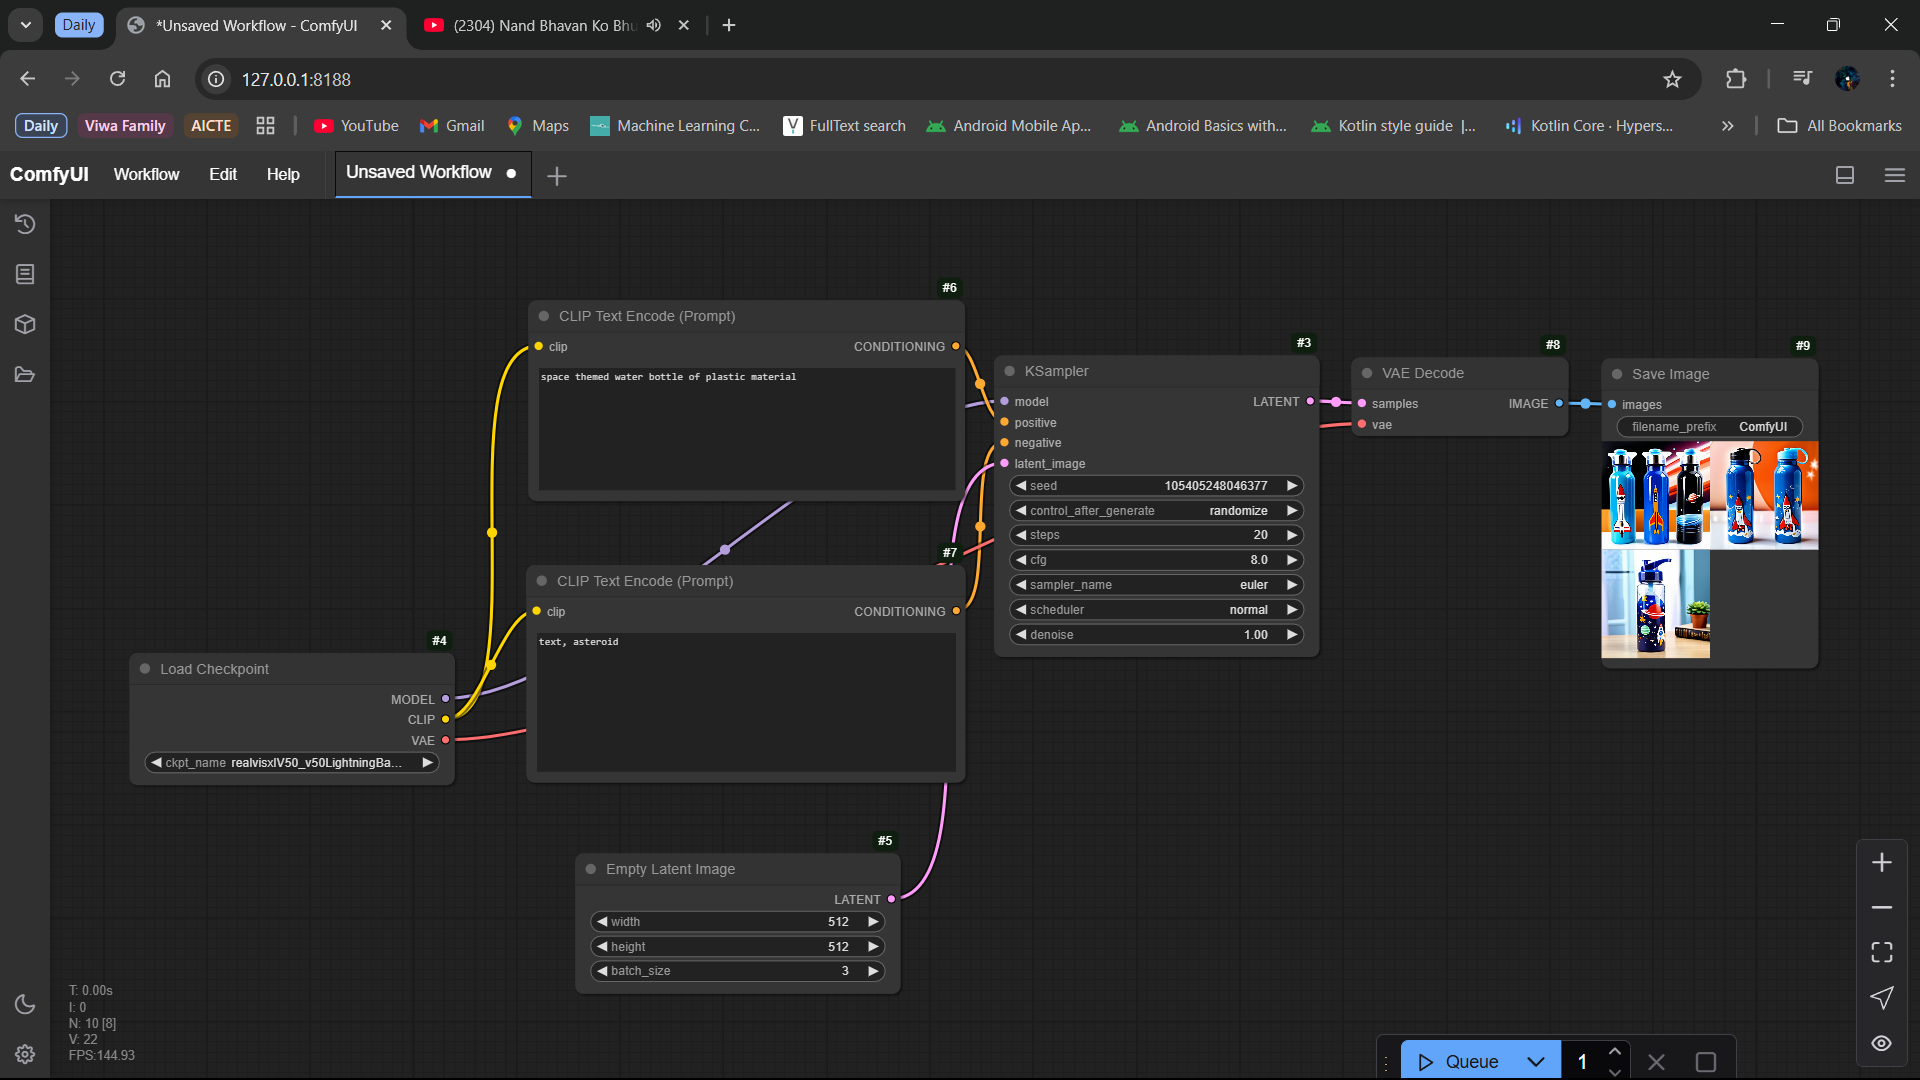 Daily
*Unsaved Workflow - ComfyUI
(2304) Nand Bhavan Ko Bhu
127.0.0.1:8188
Daily
Viwa Family
AICTE
YouTube
Gmail
Maps
Machine Learning C...
FullText search
Android Mobile Ap...
Android Basics with...
Kotlin style guide |...
Kotlin Core · Hypers...
All Bookmarks
ComfyUI
Workflow
Edit
Help
Unsaved Workflow
#6
CLIP Text Encode (Prompt)
clip
CONDITIONING
space themed water bottle of plastic material
#3
KSampler
model
LATENT
positive
negative
latent_image
seed 105405248046377
control_after_generate randomize
steps 20
cfg 8.0
sampler_name euler
scheduler normal
denoise 1.00
#8
VAE Decode
samples
IMAGE
vae
#9
Save Image
images
filename_prefix ComfyUI
#7
CLIP Text Encode (Prompt)
clip
CONDITIONING
text, asteroid
#4
Load Checkpoint
MODEL
CLIP
VAE
ckpt_name realvisxlV50_v50LightningBa...
#5
Empty Latent Image
LATENT
width 512
height 512
batch_size 3
T: 0.00s
I: 0
N: 10 [8]
V: 22
FPS:144.93
Queue
1